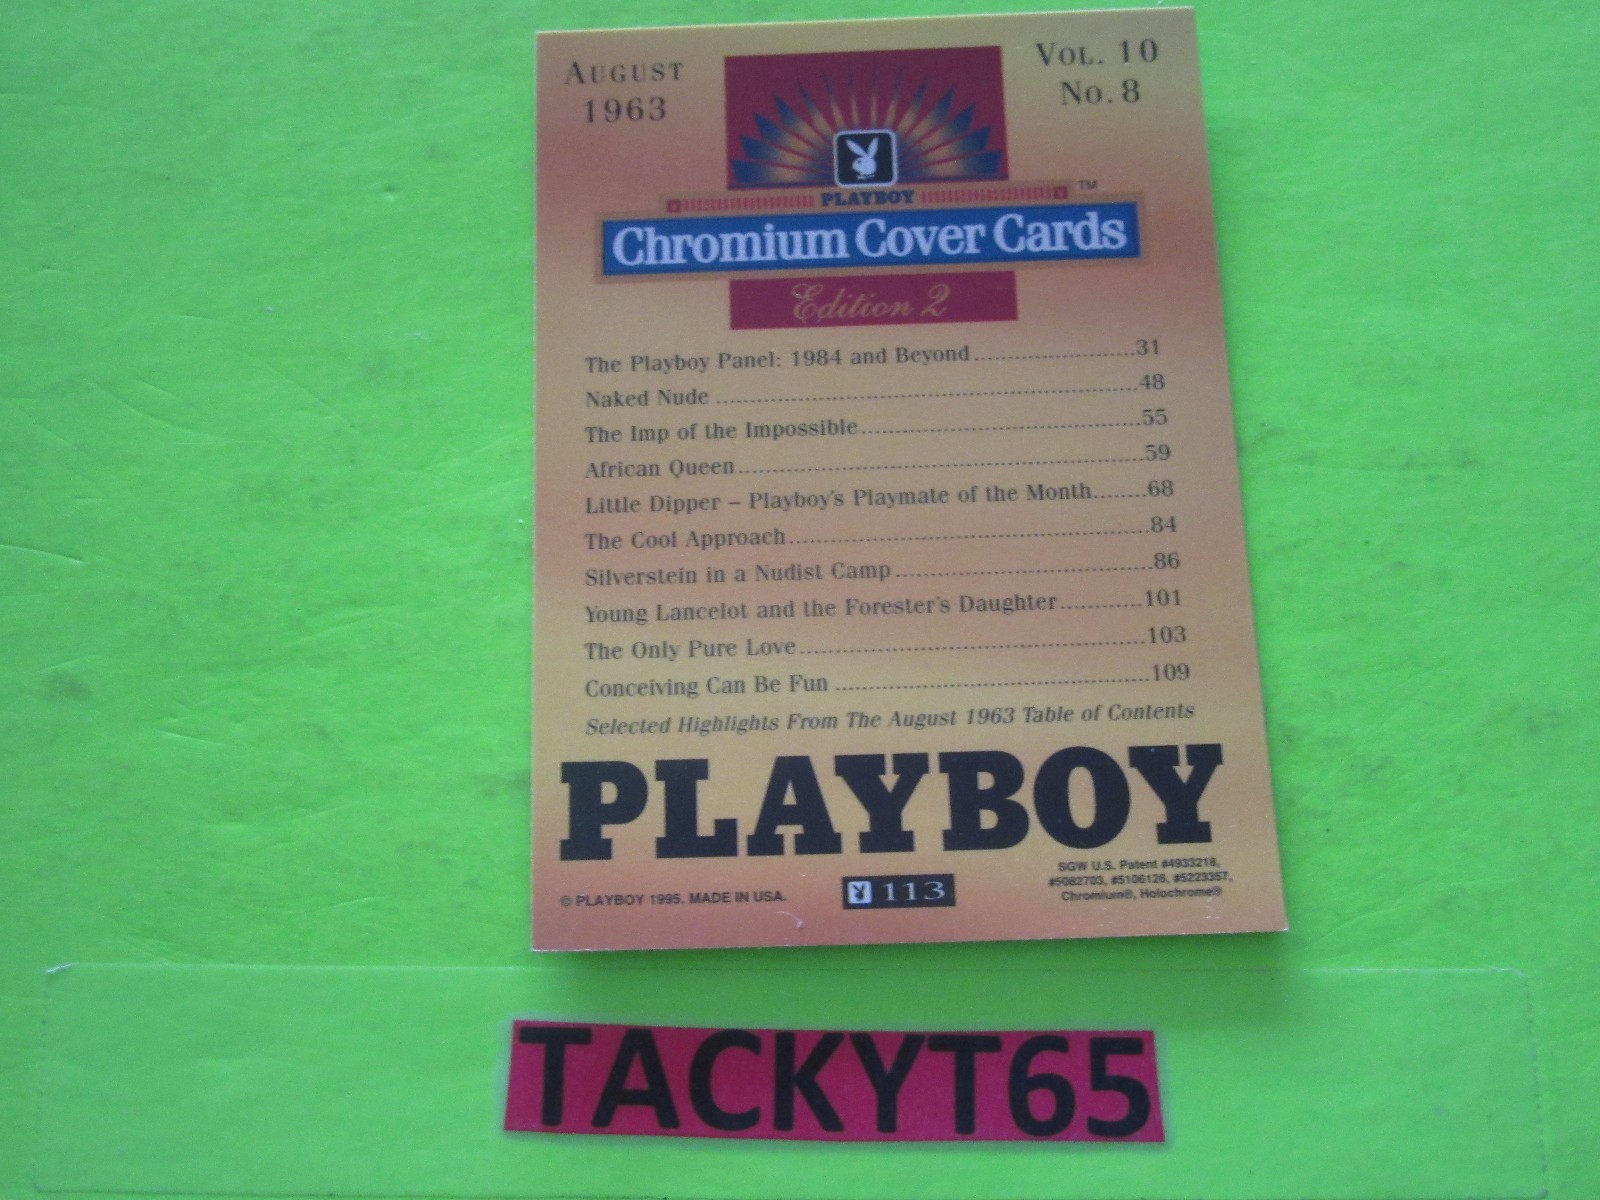 AUGUST
1963
VOL. 10
NO. 8
PLAYBOY ™
Chromium Cover Cards
Edition 2
The Playboy Panel: 1984 and Beyond.......................31
Naked Nude ..............................................................48
The Imp of the Impossible.........................................55
African Queen............................................................59
Little Dipper – Playboy's Playmate of the Month........68
The Cool Approach.....................................................84
Silverstein in a Nudist Camp .....................................86
Young Lancelot and the Forester's Daughter............101
The Only Pure Love...................................................103
Conceiving Can Be Fun ..............................................109
Selected Highlights From The August 1963 Table of Contents
PLAYBOY
© PLAYBOY 1995. MADE IN USA.
113
SGW U.S. Patent #4933218,
#5082703, #5106126, #5223357,
Chromium®, Holochrome®
TACKYT65